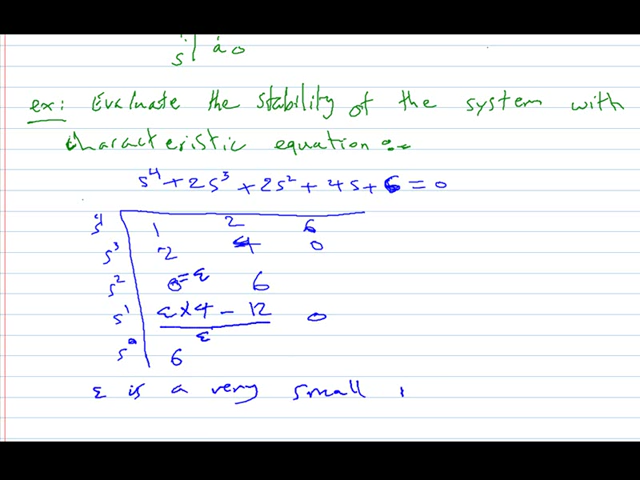 s a0
ex: Evaluate the stability of the system with
characteristic equation :-
s⁴ + 2s³ + 2s² + 4s + 6 = 0
s⁴ 1 2 6
s³ 2 4 0
s² 0=ε 6
s¹ ε×4 - 12 0
ε
s⁰ 6
ε is a very small